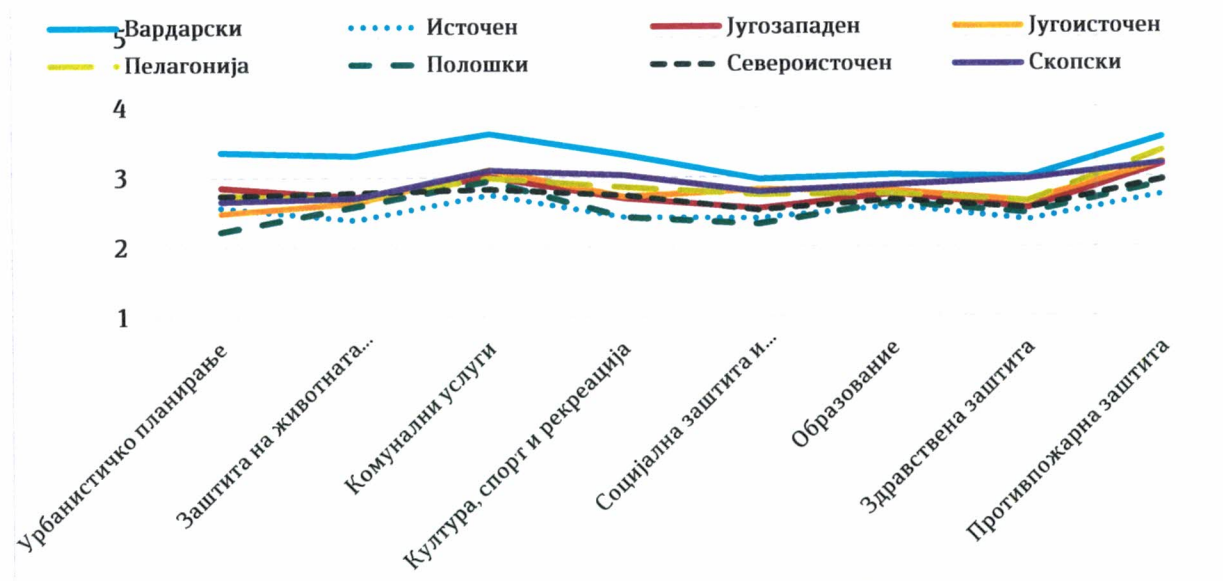 Вардарски
Источен
Југозападен
Југоисточен
Пелагонија
Полошки
Североисточен
Скопски
5
4
3
2
1
Урбанистичко планирање
Заштита на животната...
Комунални услуги
Култура, спорт и рекреација
Социјална заштита и...
Образование
Здравствена заштита
Противпожарна заштита